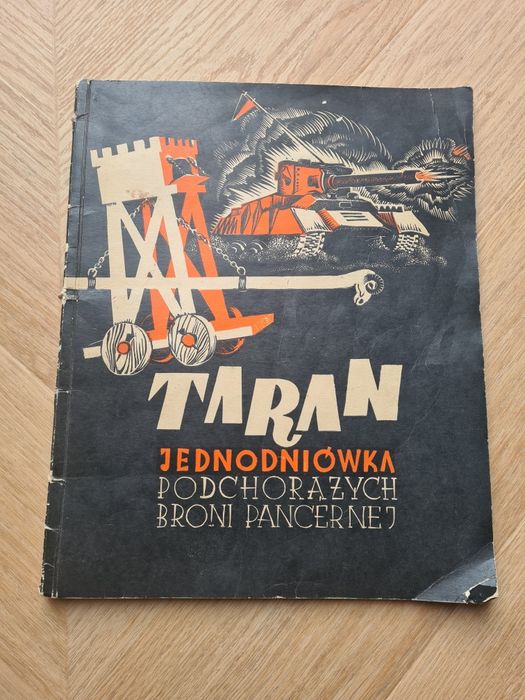 TARAN
JEDNODNIÓWKA
PODCHORĄŻYCH
BRONI PANCERNEJ